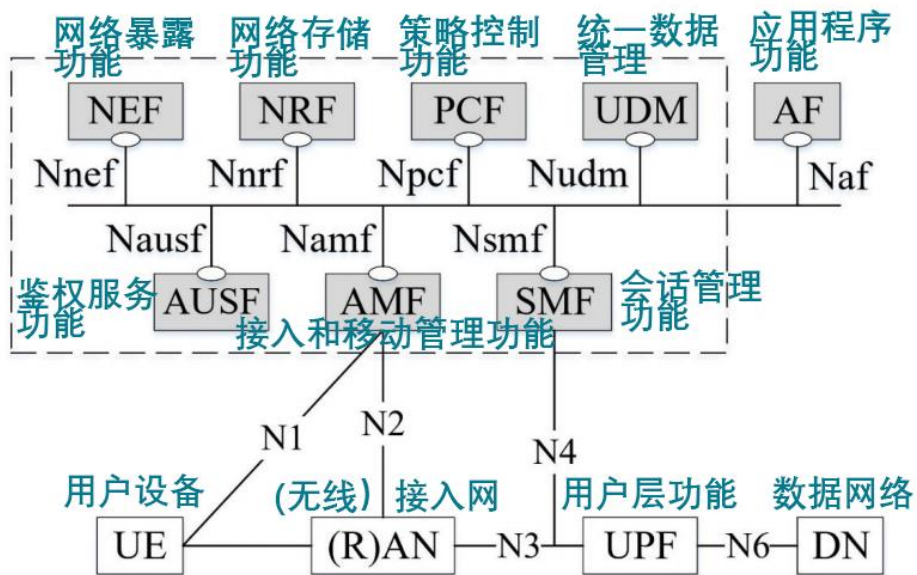 网络暴露 网络存储 策略控制 统一数据 应用程序
功能 功能 功能 管理 功能
NEF NRF PCF UDM AF
Nnef Nnrf Npcf Nudm Naf
Nausf Namf Nsmf
鉴权服务 AUSF AMF SMF 会话管理
功能 接入和移动管理功能 功能
N1 N2 N4
用户设备 (无线）接入网 用户层功能 数据网络
UE (R)AN N3 UPF N6 DN